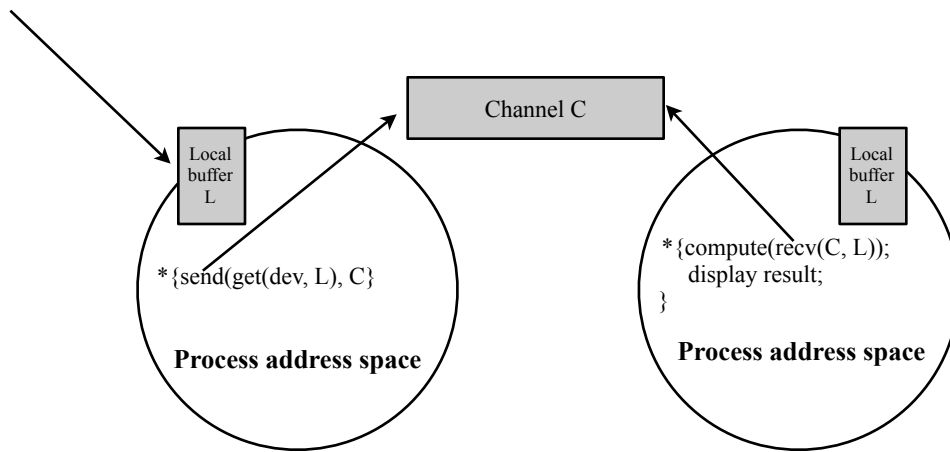 Channel C
Local
buffer
L
Local
buffer
L
*{send(get(dev, L), C}
Process address space
*{compute(recv(C, L));
display result;
}
Process address space